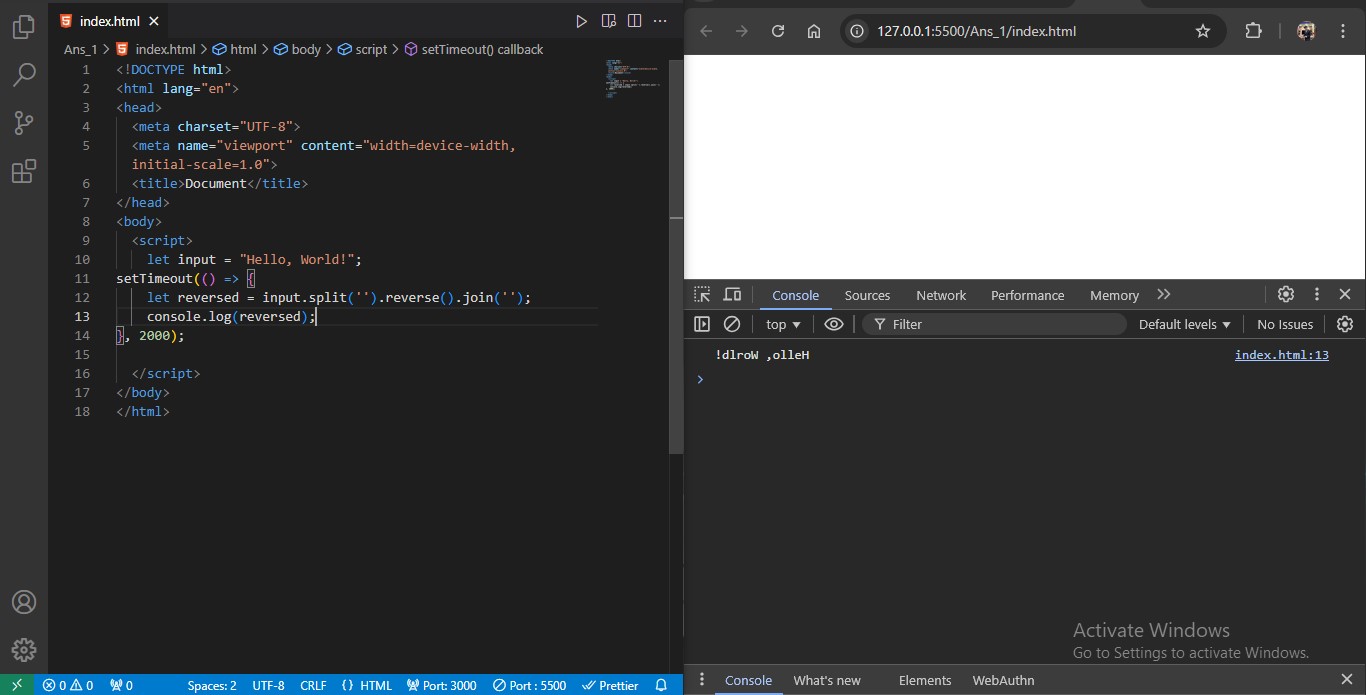 index.html
Ans_1 > index.html > html > body > script > setTimeout() callback
1 <!DOCTYPE html>
2 <html lang="en">
3 <head>
4 <meta charset="UTF-8">
5 <meta name="viewport" content="width=device-width,
initial-scale=1.0">
6 <title>Document</title>
7 </head>
8 <body>
9 <script>
10 let input = "Hello, World!";
11 setTimeout(() => {
12 let reversed = input.split('').reverse().join('');
13 console.log(reversed);
14 }, 2000);
15
16 </script>
17 </body>
18 </html>
0 0 0 Spaces: 2 UTF-8 CRLF {} HTML Port: 3000 Port : 5500 Prettier
127.0.0.1:5500/Ans_1/index.html
Console Sources Network Performance Memory
top Filter Default levels No Issues
!dlroW ,olleH index.html:13
Activate Windows
Go to Settings to activate Windows.
Console What's new Elements WebAuthn